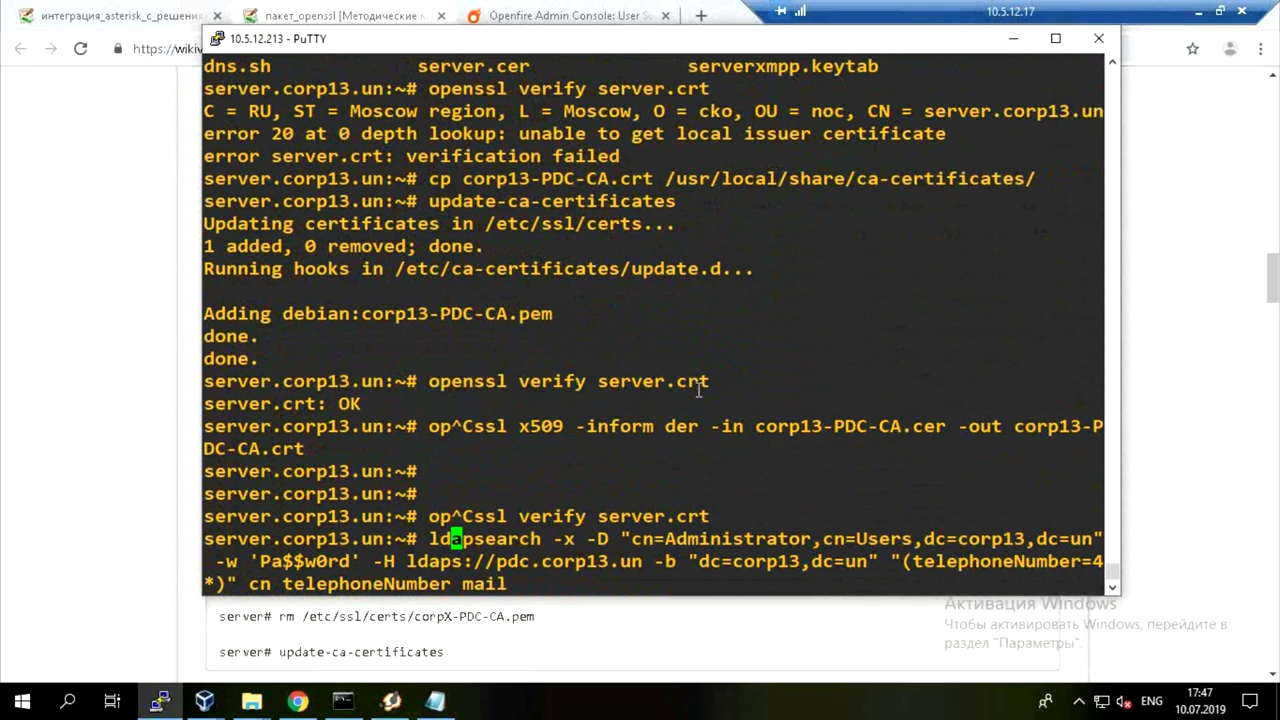 интеграция_asterisk_с_решения
пакет_openssl [Методические
Openfire Admin Console: User S
10.5.12.17
https://wikiv
10.5.12.213 - PuTTY
dns.sh server.cer serverxmpp.keytab
server.corp13.un:~# openssl verify server.crt
C = RU, ST = Moscow region, L = Moscow, O = cko, OU = noc, CN = server.corp13.un
error 20 at 0 depth lookup: unable to get local issuer certificate
error server.crt: verification failed
server.corp13.un:~# cp corp13-PDC-CA.crt /usr/local/share/ca-certificates/
server.corp13.un:~# update-ca-certificates
Updating certificates in /etc/ssl/certs...
1 added, 0 removed; done.
Running hooks in /etc/ca-certificates/update.d...
Adding debian:corp13-PDC-CA.pem
done.
done.
server.corp13.un:~# openssl verify server.crt
server.crt: OK
server.corp13.un:~# op^Cssl x509 -inform der -in corp13-PDC-CA.cer -out corp13-P
DC-CA.crt
server.corp13.un:~#
server.corp13.un:~#
server.corp13.un:~# op^Cssl verify server.crt
server.corp13.un:~# ldapsearch -x -D "cn=Administrator,cn=Users,dc=corp13,dc=un"
-w 'Pa$$w0rd' -H ldaps://pdc.corp13.un -b "dc=corp13,dc=un" "(telephoneNumber=4
*)" cn telephoneNumber mail
server# rm /etc/ssl/certs/corpX-PDC-CA.pem
server# update-ca-certificates
Активация Windows
Чтобы активировать Windows, перейдите в
раздел "Параметры".
ENG
17:47
10.07.2019